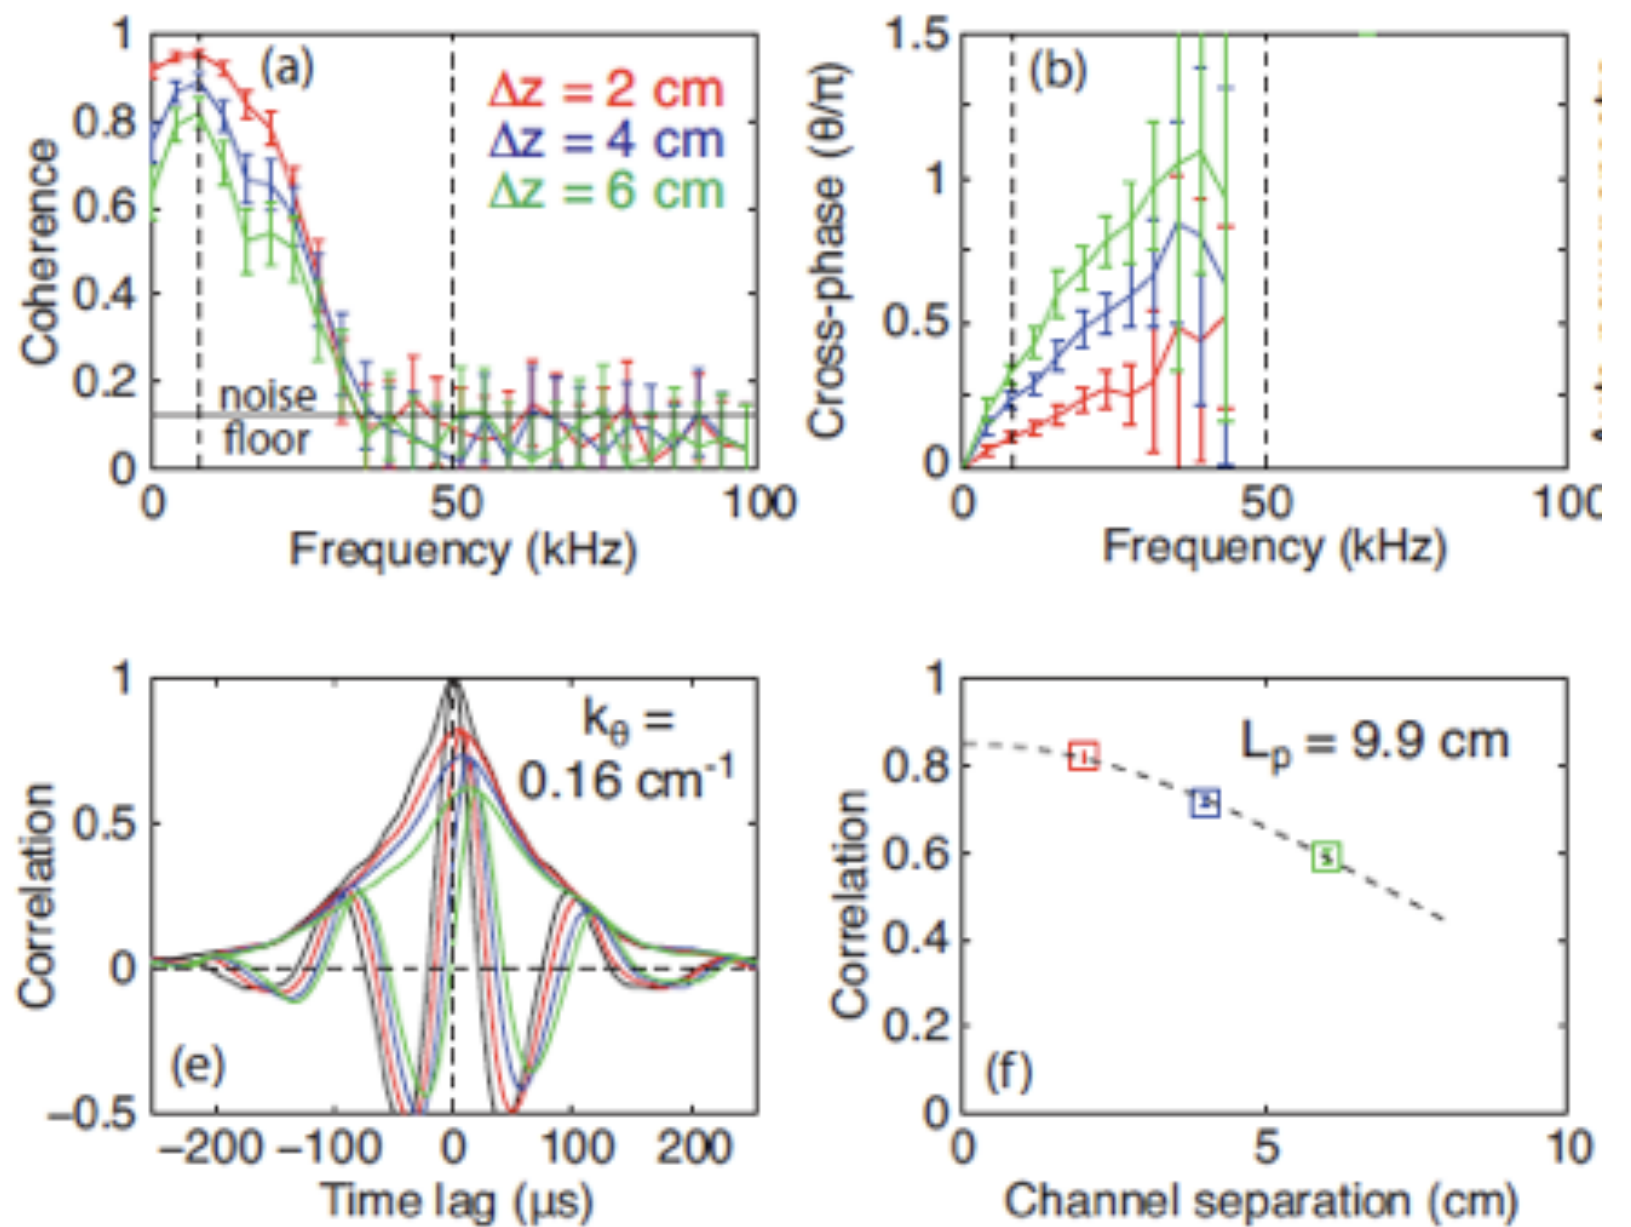 (a)
Δz = 2 cm
Δz = 4 cm
Δz = 6 cm
noise
floor
Coherence
1
0.8
0.6
0.4
0.2
0
0 50 100
Frequency (kHz)
(b)
Cross-phase (θ/π)
1.5
1
0.5
0
0 50
Frequency (kHz)
(e)
kθ =
0.16 cm⁻¹
Correlation
1
0.5
0
−0.5
−200 −100 0 100 200
Time lag (μs)
(f)
Lp = 9.9 cm
Correlation
1
0.8
0.6
0.4
0.2
0
0 5 10
Channel separation (cm)